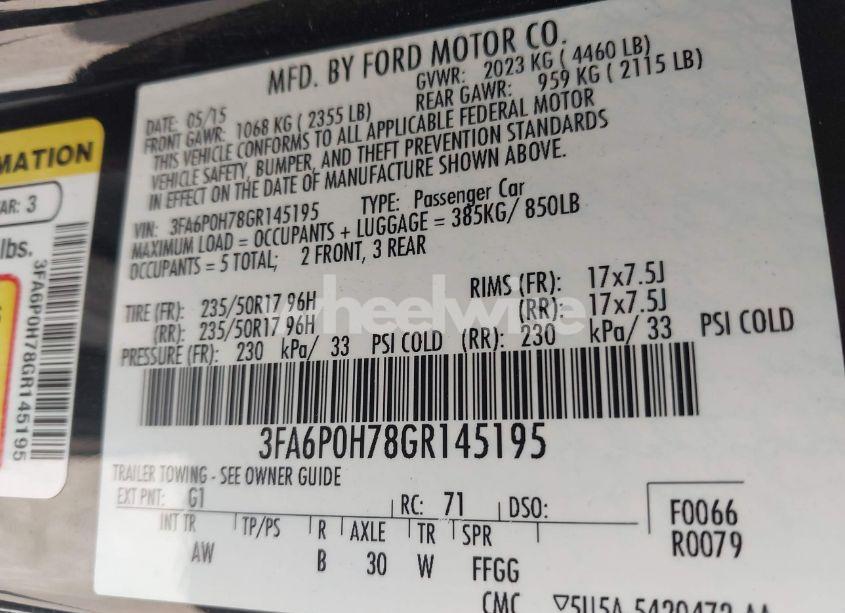 MFD. BY FORD MOTOR CO.
DATE: 05/15 GVWR: 2023 KG ( 4460 LB)
FRONT GAWR: 1068 KG ( 2355 LB) REAR GAWR: 959 KG ( 2115 LB)
THIS VEHICLE CONFORMS TO ALL APPLICABLE FEDERAL MOTOR
VEHICLE SAFETY, BUMPER, AND THEFT PREVENTION STANDARDS
IN EFFECT ON THE DATE OF MANUFACTURE SHOWN ABOVE.
VIN: 3FA6P0H78GR145195 TYPE: Passenger Car
MAXIMUM LOAD = OCCUPANTS + LUGGAGE = 385KG/ 850LB
OCCUPANTS = 5 TOTAL; 2 FRONT, 3 REAR
TIRE (FR): 235/50R17 96H RIMS (FR): 17x7.5J
(RR): 235/50R17 96H (RR): 17x7.5J
PRESSURE (FR): 230 kPa/ 33 PSI COLD (RR): 230 kPa/ 33 PSI COLD
3FA6P0H78GR145195
TRAILER TOWING - SEE OWNER GUIDE
EXT PNT: G1 RC: 71 DSO:
INT TR TP/PS R AXLE TR SPR
AW B 30 W FFGG
F0066
R0079
CMC
MATION
AR: 3
lbs.
3FA6P0H78GR145195
wheelwire